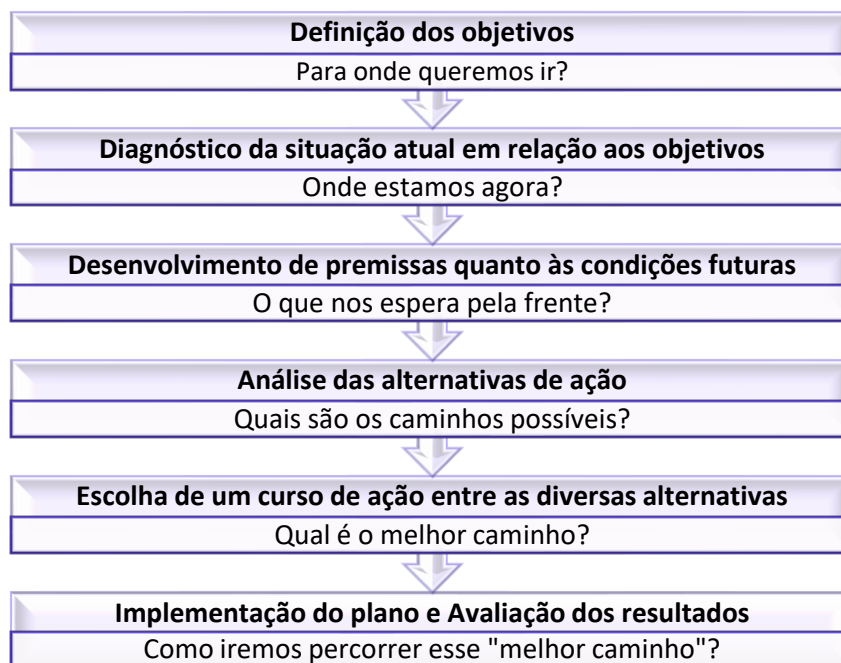 Definição dos objetivos
Para onde queremos ir?
Diagnóstico da situação atual em relação aos objetivos
Onde estamos agora?
Desenvolvimento de premissas quanto às condições futuras
O que nos espera pela frente?
Análise das alternativas de ação
Quais são os caminhos possíveis?
Escolha de um curso de ação entre as diversas alternativas
Qual é o melhor caminho?
Implementação do plano e Avaliação dos resultados
Como iremos percorrer esse "melhor caminho"?